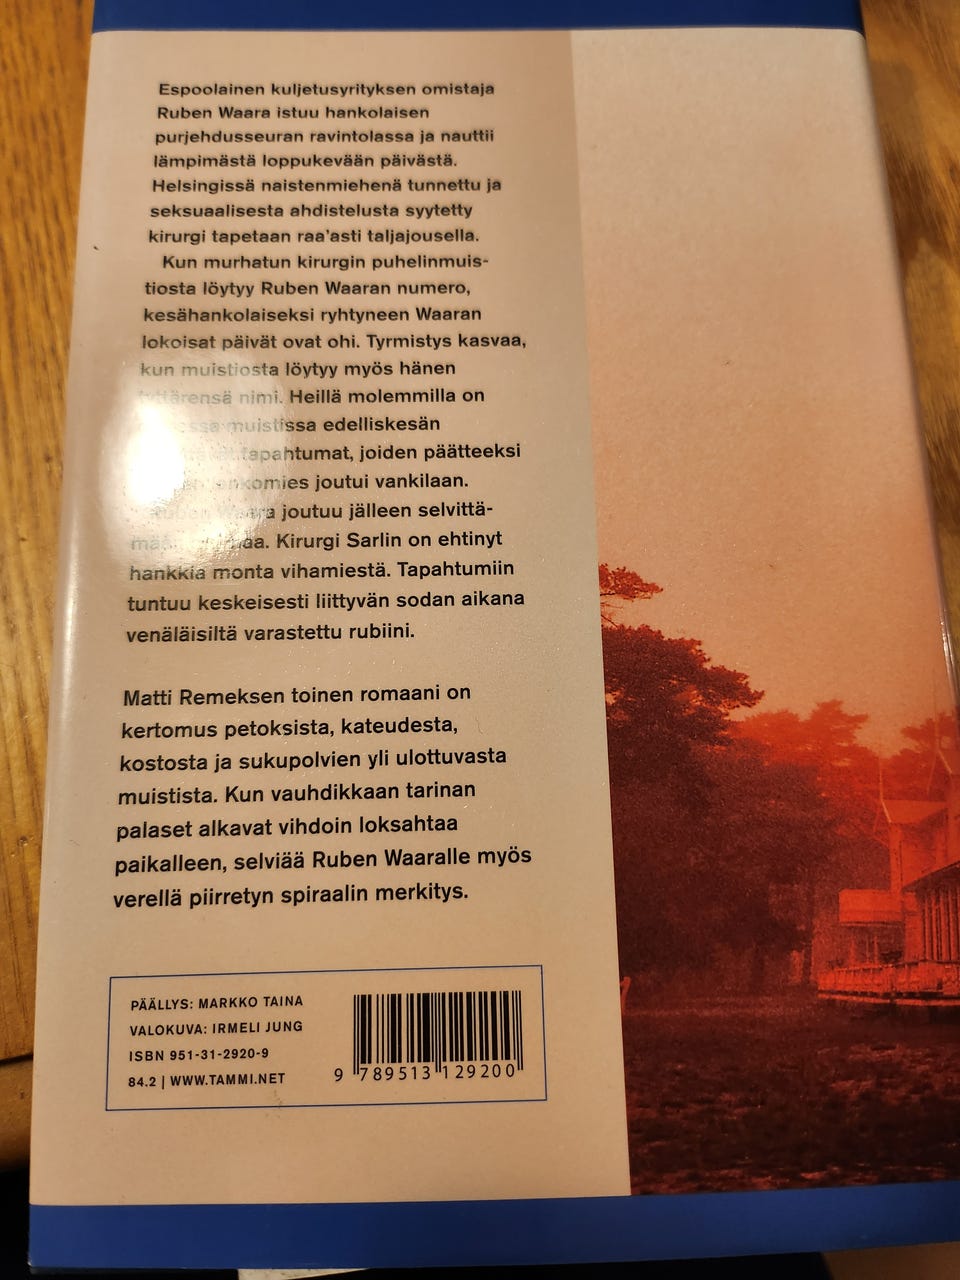 Espoolainen kuljetusyrityksen omistaja
Ruben Waara istuu hankolaisen
purjehdusseuran ravintolassa ja nauttii
lämpimästä loppukevään päivästä.
Helsingissä naistenmiehenä tunnettu ja
seksuaalisesta ahdistelusta syytetty
kirurgi tapetaan raa'asti taljajousella.
Kun murhatun kirurgin puhelinmuis-
tiosta löytyy Ruben Waaran numero,
kesähankolaiseksi ryhtyneen Waaran
lokoisat päivät ovat ohi. Tyrmistys kasvaa,
kun muistiosta löytyy myös hänen
tyttärensä nimi. Heillä molemmilla on
muistissa edelliskesän
tapahtumat, joiden päätteeksi
joutui vankilaan.
Ruben Waara joutuu jälleen selvittä-
Kirurgi Sarlin on ehtinyt
hankkia monta vihamiestä. Tapahtumiin
tuntuu keskeisesti liittyvän sodan aikana
venäläisiltä varastettu rubiini.
Matti Remeksen toinen romaani on
kertomus petoksista, kateudesta,
kostosta ja sukupolvien yli ulottuvasta
muistista. Kun vauhdikkaan tarinan
palaset alkavat vihdoin loksahtaa
paikalleen, selviää Ruben Waaralle myös
verellä piirretyn spiraalin merkitys.
PÄÄLLYS: MARKKO TAINA
VALOKUVA: IRMELI JUNG
ISBN 951-31-2920-9
84.2 | WWW.TAMMI.NET
9 789513 129200